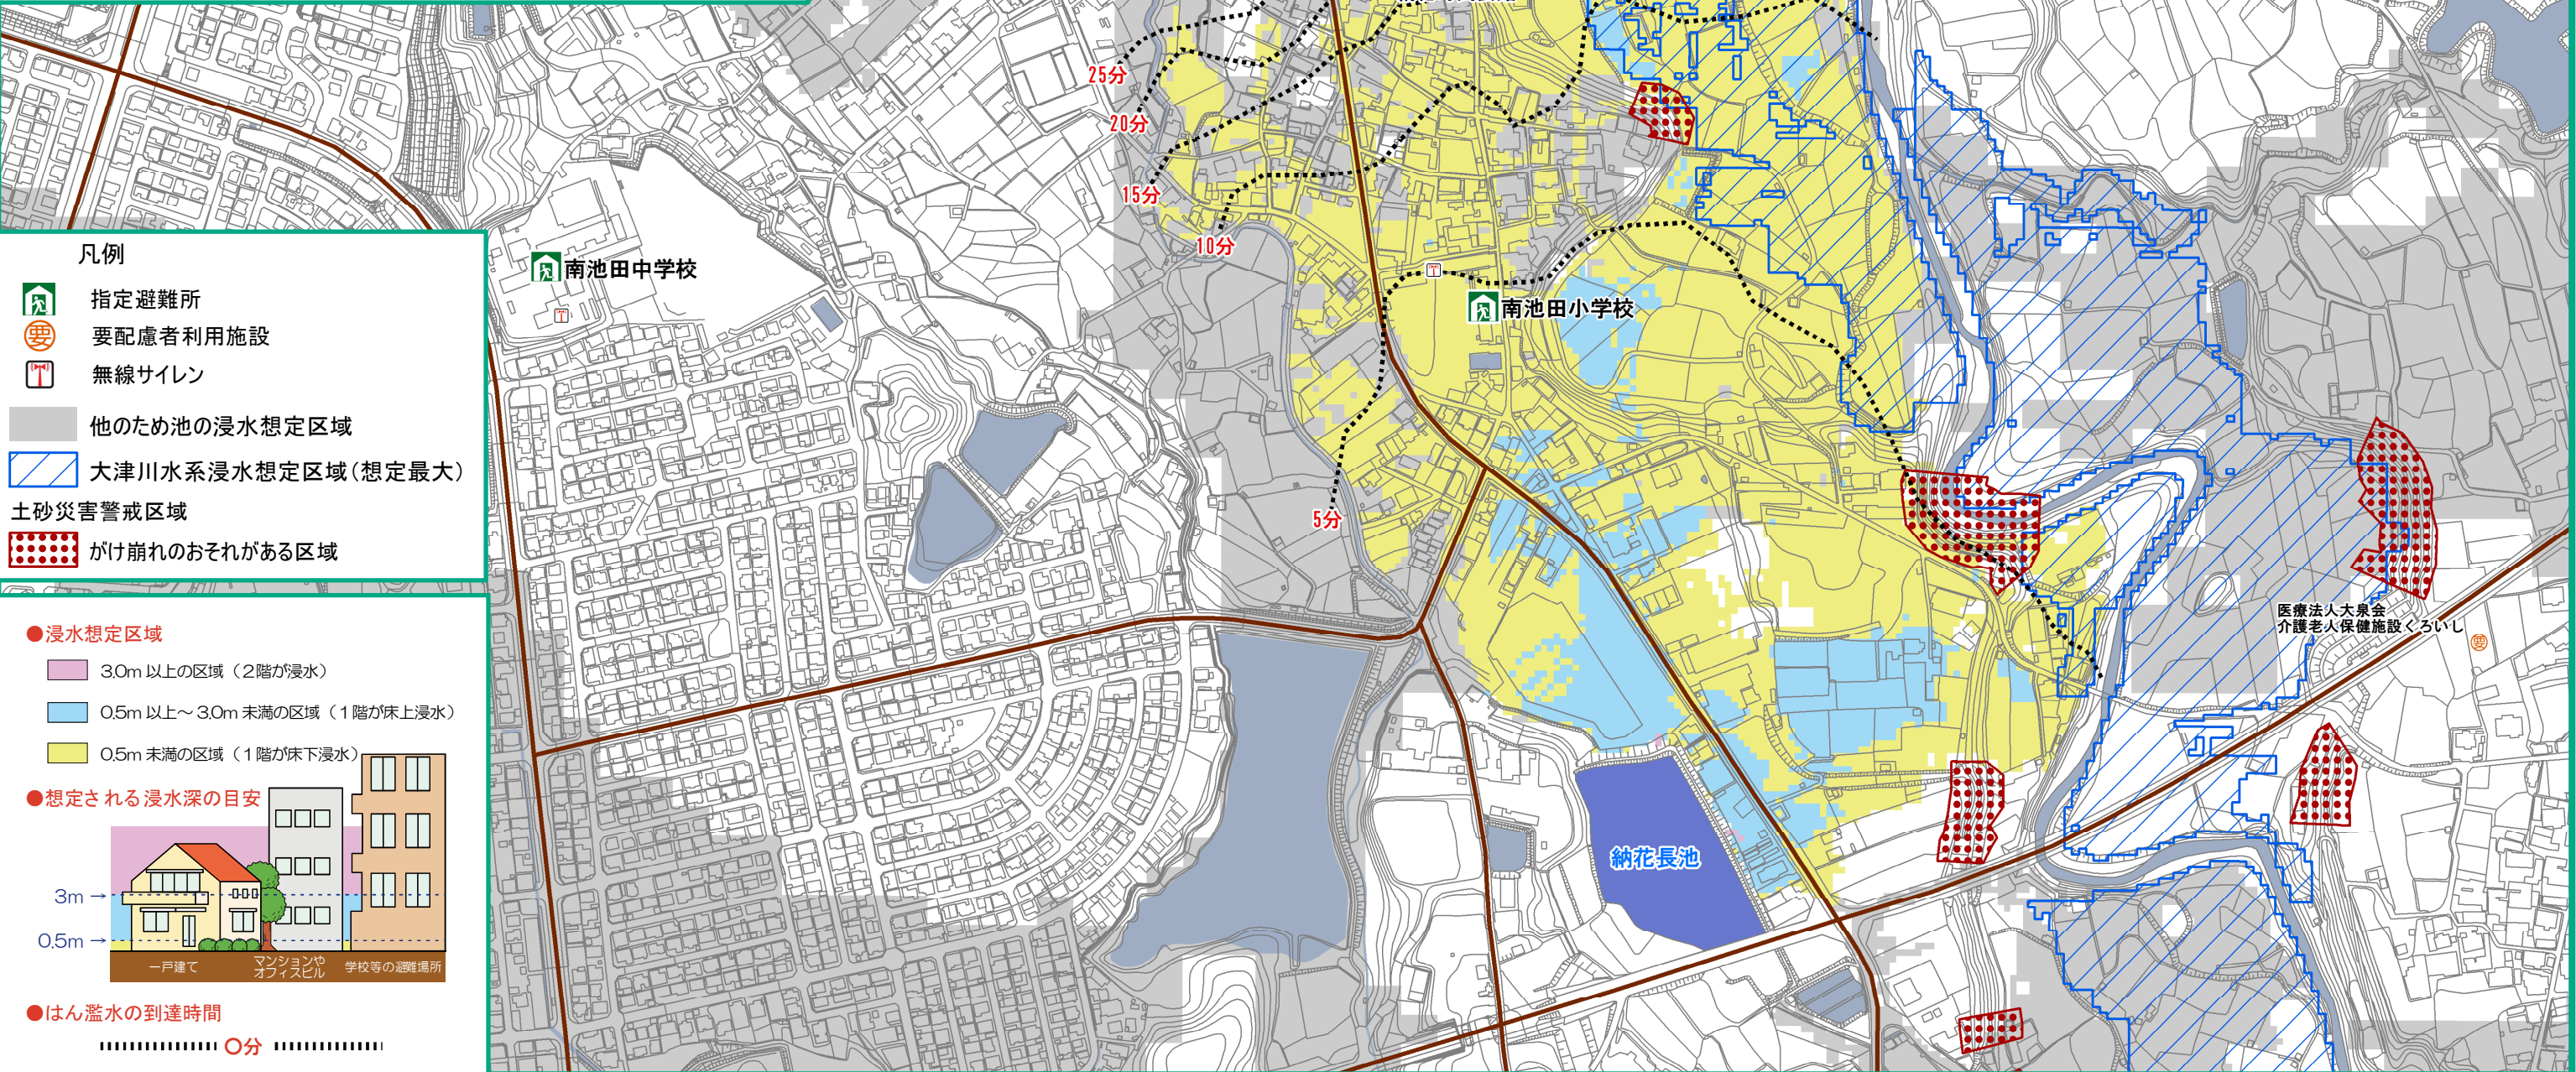 25分
20分
15分
10分
5分
南池田中学校
南池田小学校
医療法人大泉会
介護老人保健施設くろいし
要
納花長池
凡例
指定避難所
要 要配慮者利用施設
無線サイレン
他のため池の浸水想定区域
大津川水系浸水想定区域(想定最大)
土砂災害警戒区域
がけ崩れのおそれがある区域
●浸水想定区域
3.0m 以上の区域（２階が浸水）
0.5m 以上～ 3.0m 未満の区域（１階が床上浸水）
0.5m 未満の区域（１階が床下浸水）
●想定される浸水深の目安
3m →
0.5m →
一戸建て
マンションや
オフィスビル
学校等の避難場所
●はん濫水の到達時間
〇分